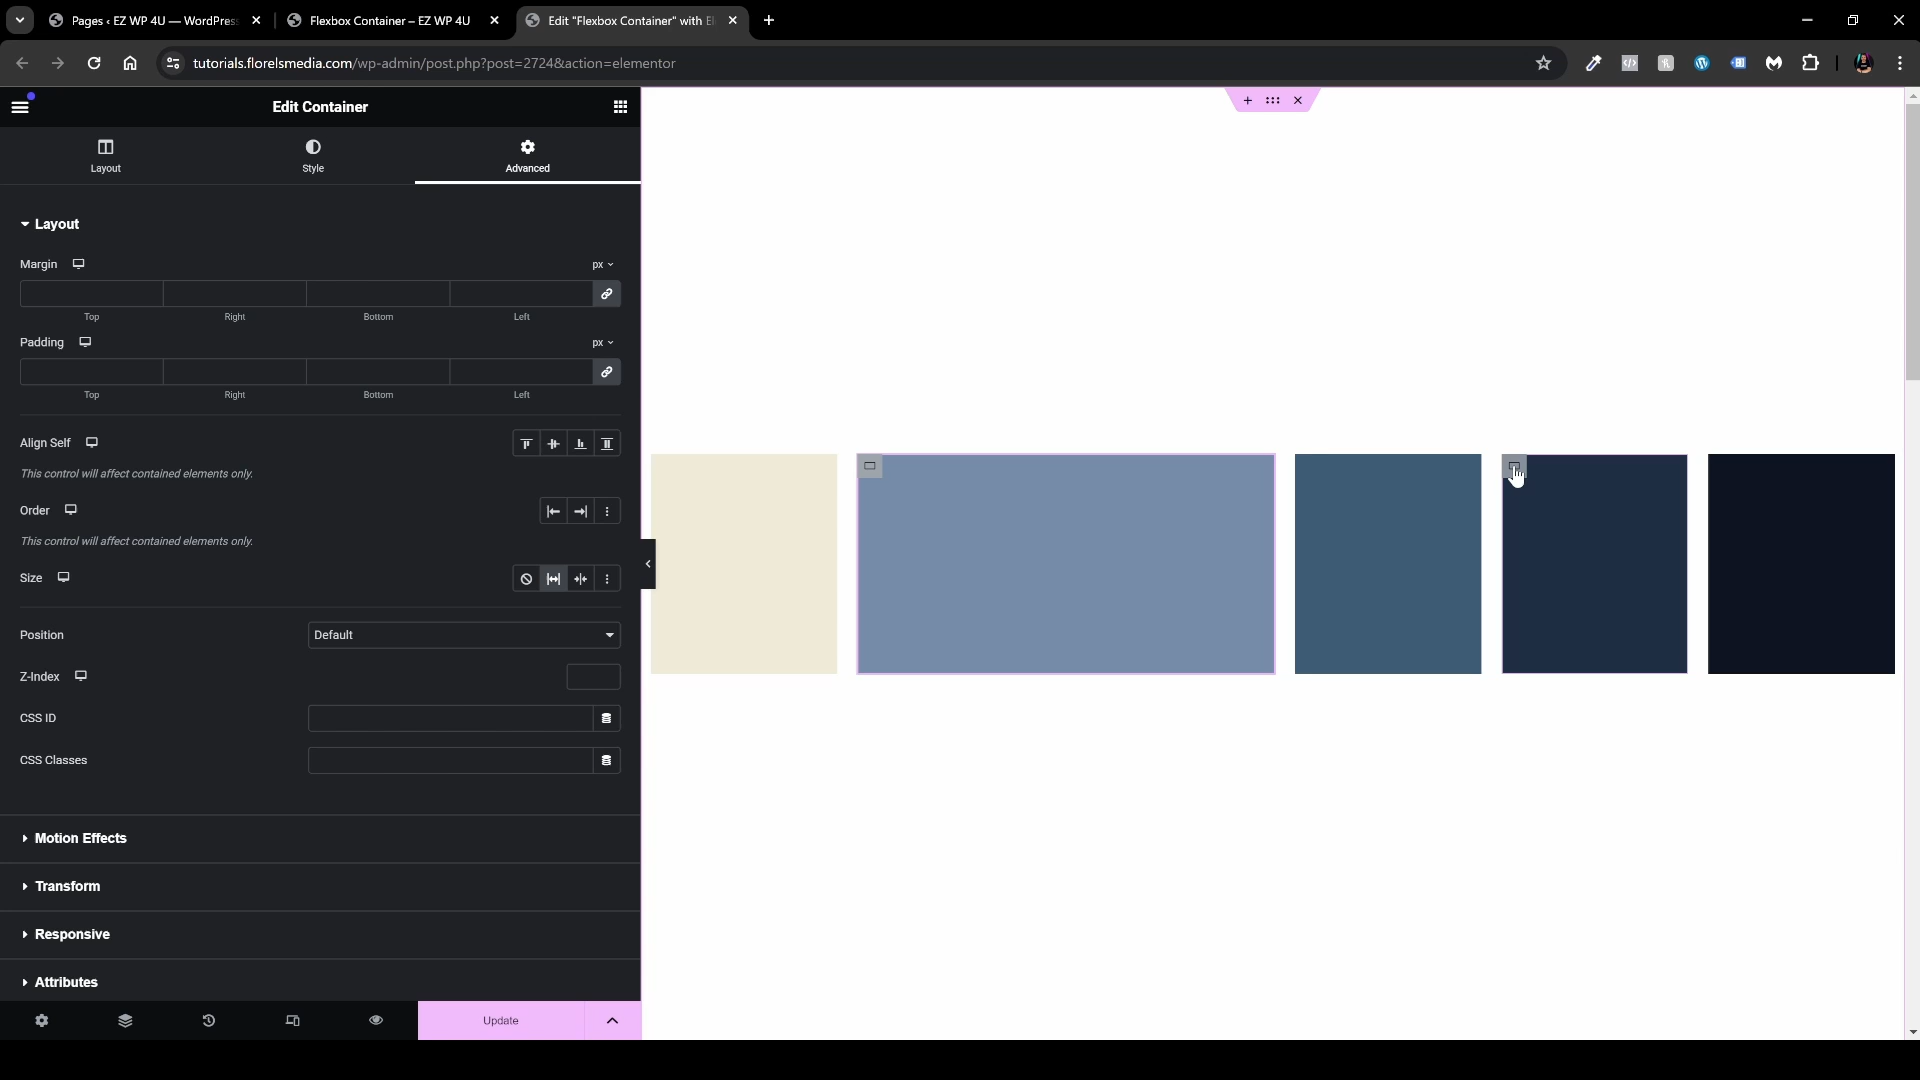 Pages ‹ EZ WP 4U — WordPress
Flexbox Container – EZ WP 4U
Edit "Flexbox Container" with El
tutorials.florelsmedia.com/wp-admin/post.php?post=2724&action=elementor
Edit Container
Layout
Style
Advanced
Layout
Margin
px
Top Right Bottom Left
Padding
px
Top Right Bottom Left
Align Self
This control will affect contained elements only.
Order
This control will affect contained elements only.
Size
Position
Default
Z-Index
CSS ID
CSS Classes
Motion Effects
Transform
Responsive
Attributes
Update